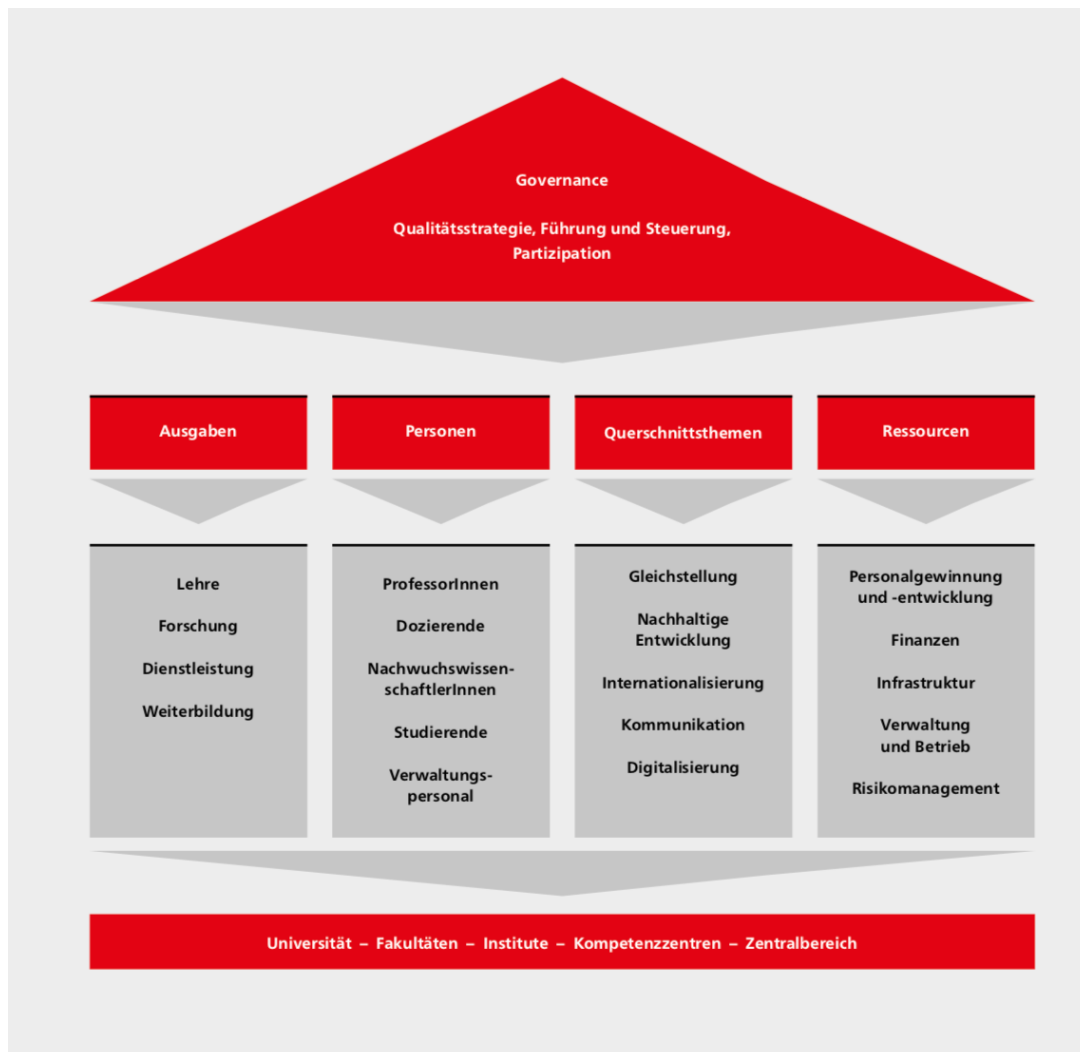 Governance
Qualitätsstrategie, Führung und Steuerung,
Partizipation
Ausgaben
Personen
Querschnittsthemen
Ressourcen
Lehre
Forschung
Dienstleistung
Weiterbildung
ProfessorInnen
Dozierende
Nachwuchswissen-
schaftlerInnen
Studierende
Verwaltungs-
personal
Gleichstellung
Nachhaltige
Entwicklung
Internationalisierung
Kommunikation
Digitalisierung
Personalgewinnung
und -entwicklung
Finanzen
Infrastruktur
Verwaltung
und Betrieb
Risikomanagement
Universität – Fakultäten – Institute – Kompetenzzentren – Zentralbereich